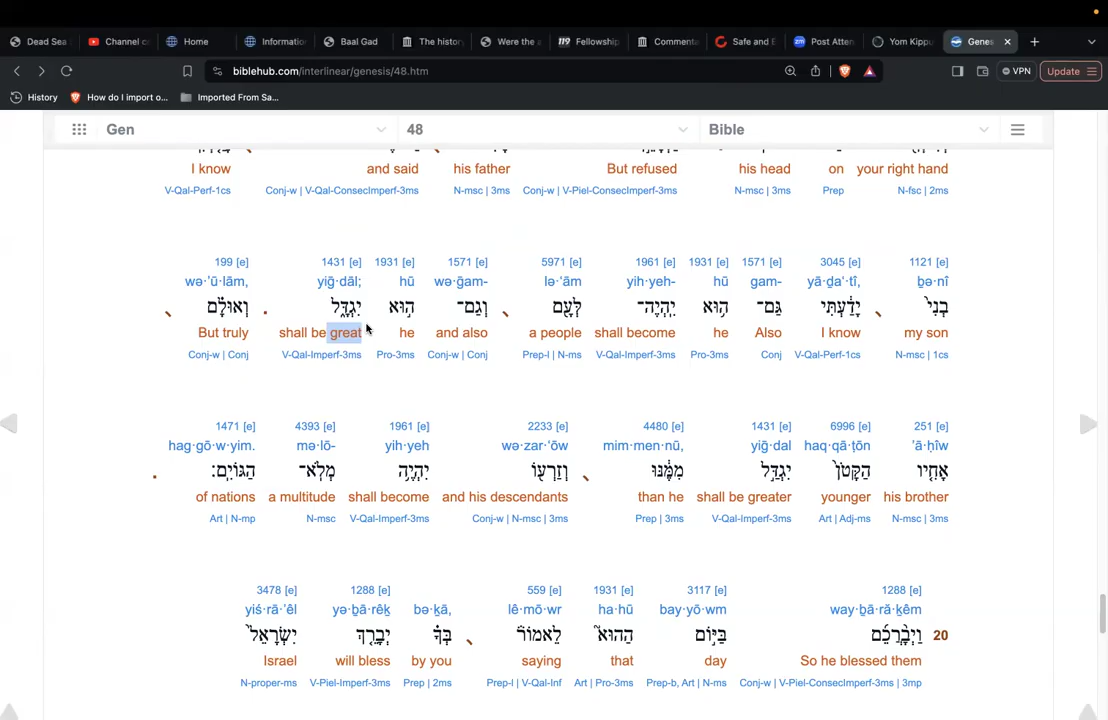 Dead Sea
Channel c
Home
Information
Baal Gad
The history
Were the a
119 Fellowship
Commenta
Safe and E
Post Atten
Yom Kippu
Genes
biblehub.com/interlinear/genesis/48.htm
VPN
Update
History
How do I import o...
Imported From Sa...
Gen
48
Bible
I know and said his father But refused his head on your right hand
V-Qal-Perf-1cs Conj-w | V-Qal-ConsecImperf-3ms N-msc | 3ms Conj-w | V-Piel-ConsecImperf-3ms N-msc | 3ms Prep N-fsc | 2ms
199 [e] 1431 [e] 1931 [e] 1571 [e] 5971 [e] 1961 [e] 1931 [e] 1571 [e] 3045 [e] 1121 [e]
wə·’ū·lām, yiḡ·dāl; hū wə·ḡam- lə·‘ām yih·yeh- hū gam- yā·ḏa‘·tî, ḇə·nî
בְנִי֙ יָדַ֔עְתִּי גַּם־ ה֥וּא יִֽהְיֶה־ לְּעָ֖ם וְגַם־ ה֣וּא יִגְדָּ֑ל וְאוּלָ֗ם
But truly shall be great he and also a people shall become he Also I know my son
Conj-w | Conj V-Qal-Imperf-3ms Pro-3ms Conj-w | Conj Prep-l | N-ms V-Qal-Imperf-3ms Pro-3ms Conj V-Qal-Perf-1cs N-msc | 1cs
1471 [e] 4393 [e] 1961 [e] 2233 [e] 4480 [e] 1431 [e] 6996 [e] 251 [e]
hag·gō·w·yim. mə·lō- yih·yeh wə·zar·‘ōw mim·men·nū, yiḡ·dal haq·qā·ṭōn ’ā·ḥîw
אָחִ֤יו הַקָּטֹן֙ יִגְדַּ֣ל מִמֶּ֔נּוּ וְזַרְע֖וֹ יִהְיֶ֥ה מְלֹֽא־ הַגּוֹיִֽם׃
of nations a multitude shall become and his descendants than he shall be greater younger his brother
Art | N-mp N-msc V-Qal-Imperf-3ms Conj-w | N-msc | 3ms Prep | 3ms V-Qal-Imperf-3ms Art | Adj-ms N-msc | 3ms
3478 [e] 1288 [e] 559 [e] 1931 [e] 3117 [e] 1288 [e]
yiś·rā·’êl yə·ḇā·rêḵ bə·ḵā, lê·mō·wr ha·hū bay·yō·wm way·ḇā·ră·ḵêm
20 וַיְבָ֨רֲכֵ֜ם בַּיּ֣וֹם הַהוּא֮ לֵאמוֹר֒ בְּךָ֗ יְבָרֵ֤ךְ יִשְׂרָאֵל֙
Israel will bless by you saying that day So he blessed them
N-proper-ms V-Piel-Imperf-3ms Prep | 2ms Prep-l | V-Qal-Inf Art | Pro-3ms Prep-b, Art | N-ms Conj-w | V-Piel-ConsecImperf-3ms | 3mp